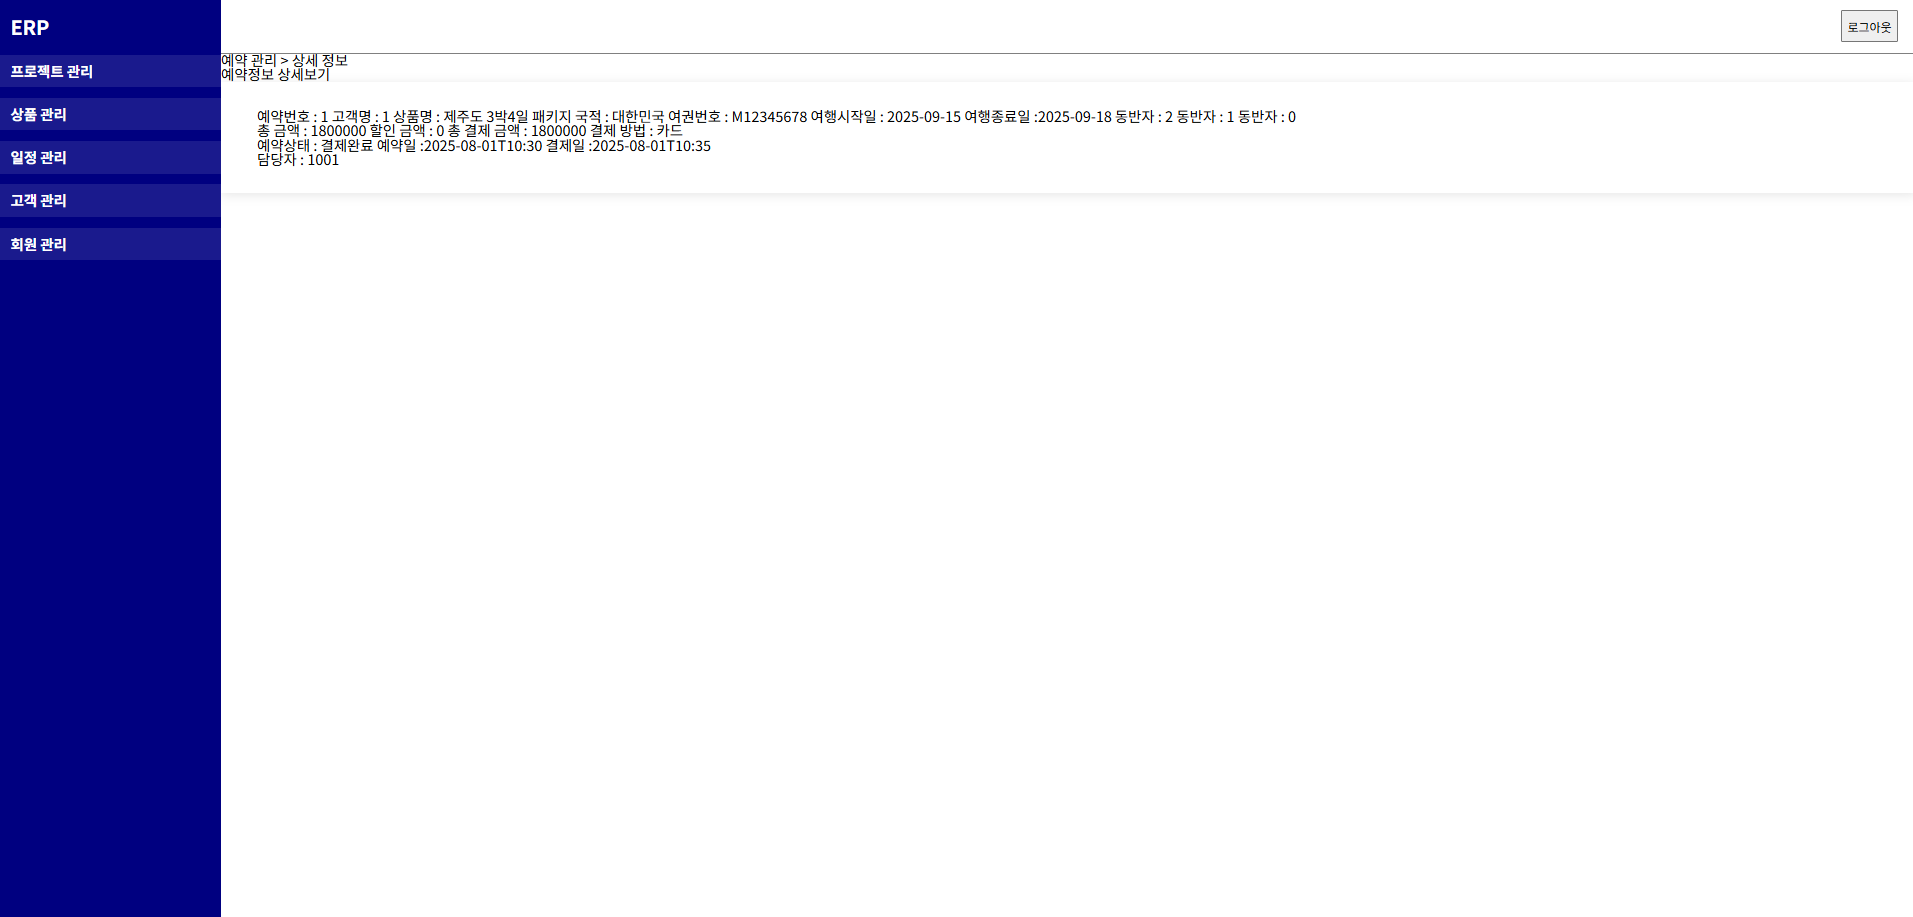 ERP
로그아웃
프로젝트 관리
상품 관리
일정 관리
고객 관리
회원 관리
예약 관리 > 상세 정보
예약정보 상세보기
예약번호 : 1 고객명 : 1 상품명 : 제주도 3박4일 패키지 국적 : 대한민국 여권번호 : M12345678 여행시작일 : 2025-09-15 여행종료일 :2025-09-18 동반자 : 2 동반자 : 1 동반자 : 0
총 금액 : 1800000 할인 금액 : 0 총 결제 금액 : 1800000 결제 방법 : 카드
예약상태 : 결제완료 예약일 :2025-08-01T10:30 결제일 :2025-08-01T10:35
담당자 : 1001